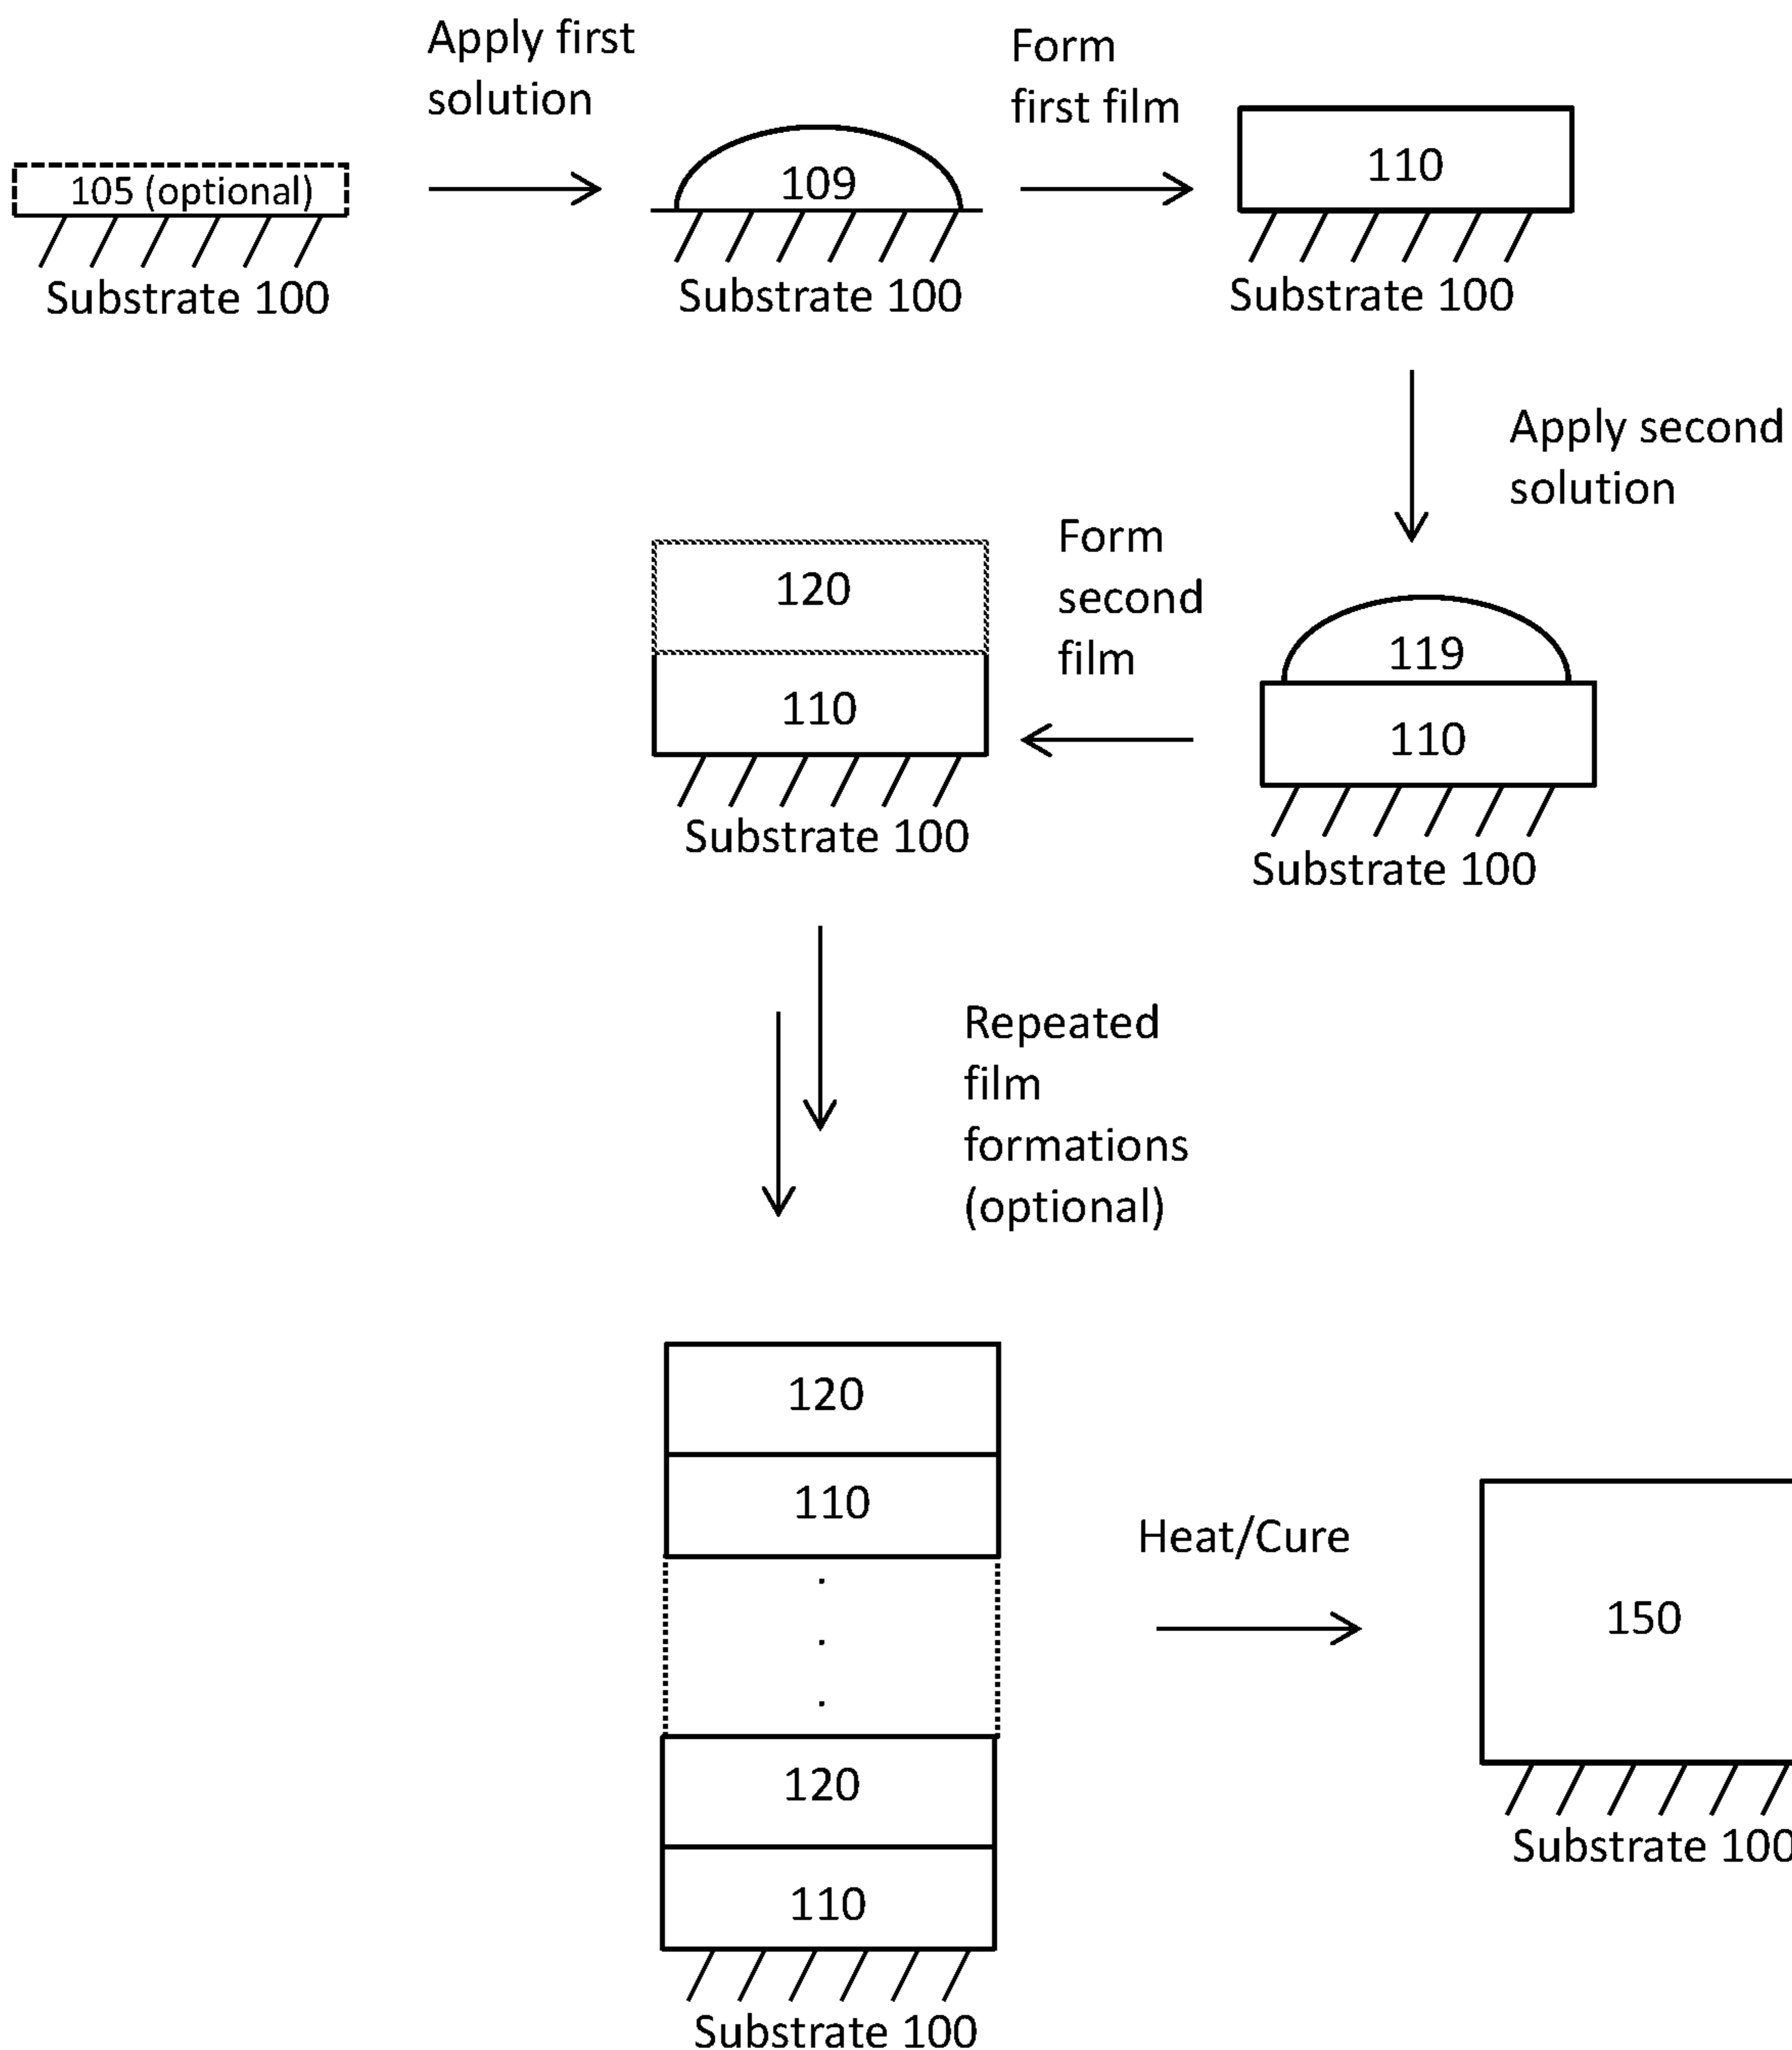 Apply first
solution
Form
first film
105 (optional)
109
110
Substrate 100
Substrate 100
Substrate 100
Apply second
solution
Form
second
film
120
110
119
110
Substrate 100
Substrate 100
Repeated
film
formations
(optional)
120
110
.
.
.
120
110
Substrate 100
Heat/Cure
150
Substrate 100